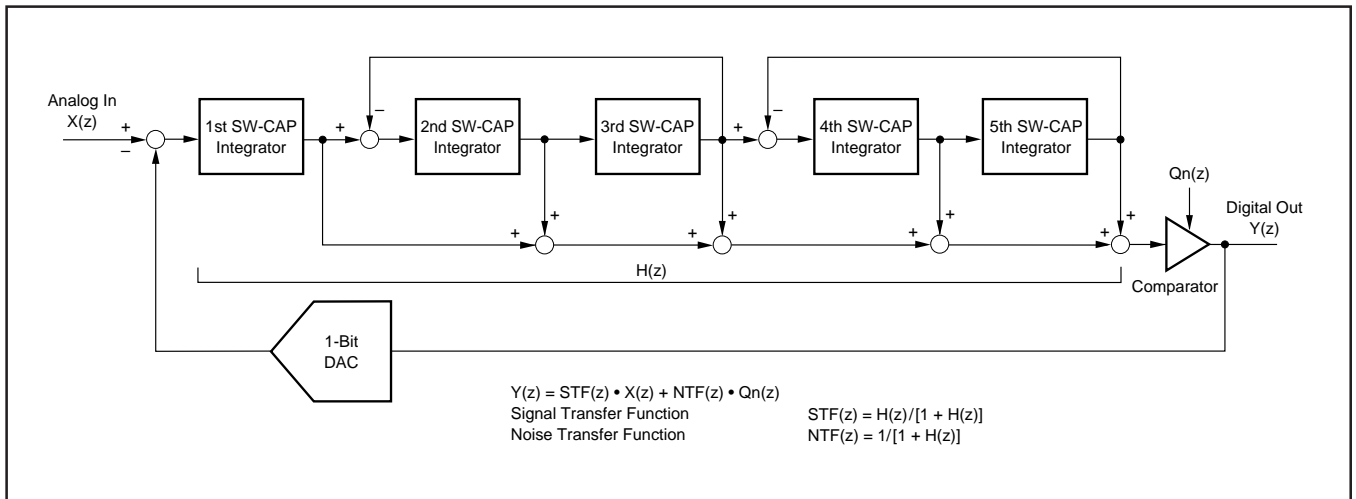 Analog In
X(z)
+
−
1st SW-CAP
Integrator
+
−
2nd SW-CAP
Integrator
3rd SW-CAP
Integrator
+
−
4th SW-CAP
Integrator
5th SW-CAP
Integrator
+
+
+
+
+
+
+
+
Qn(z)
Digital Out
Y(z)
H(z)
Comparator
1-Bit
DAC
Y(z) = STF(z) • X(z) + NTF(z) • Qn(z)
Signal Transfer Function STF(z) = H(z)/[1 + H(z)]
Noise Transfer Function NTF(z) = 1/[1 + H(z)]